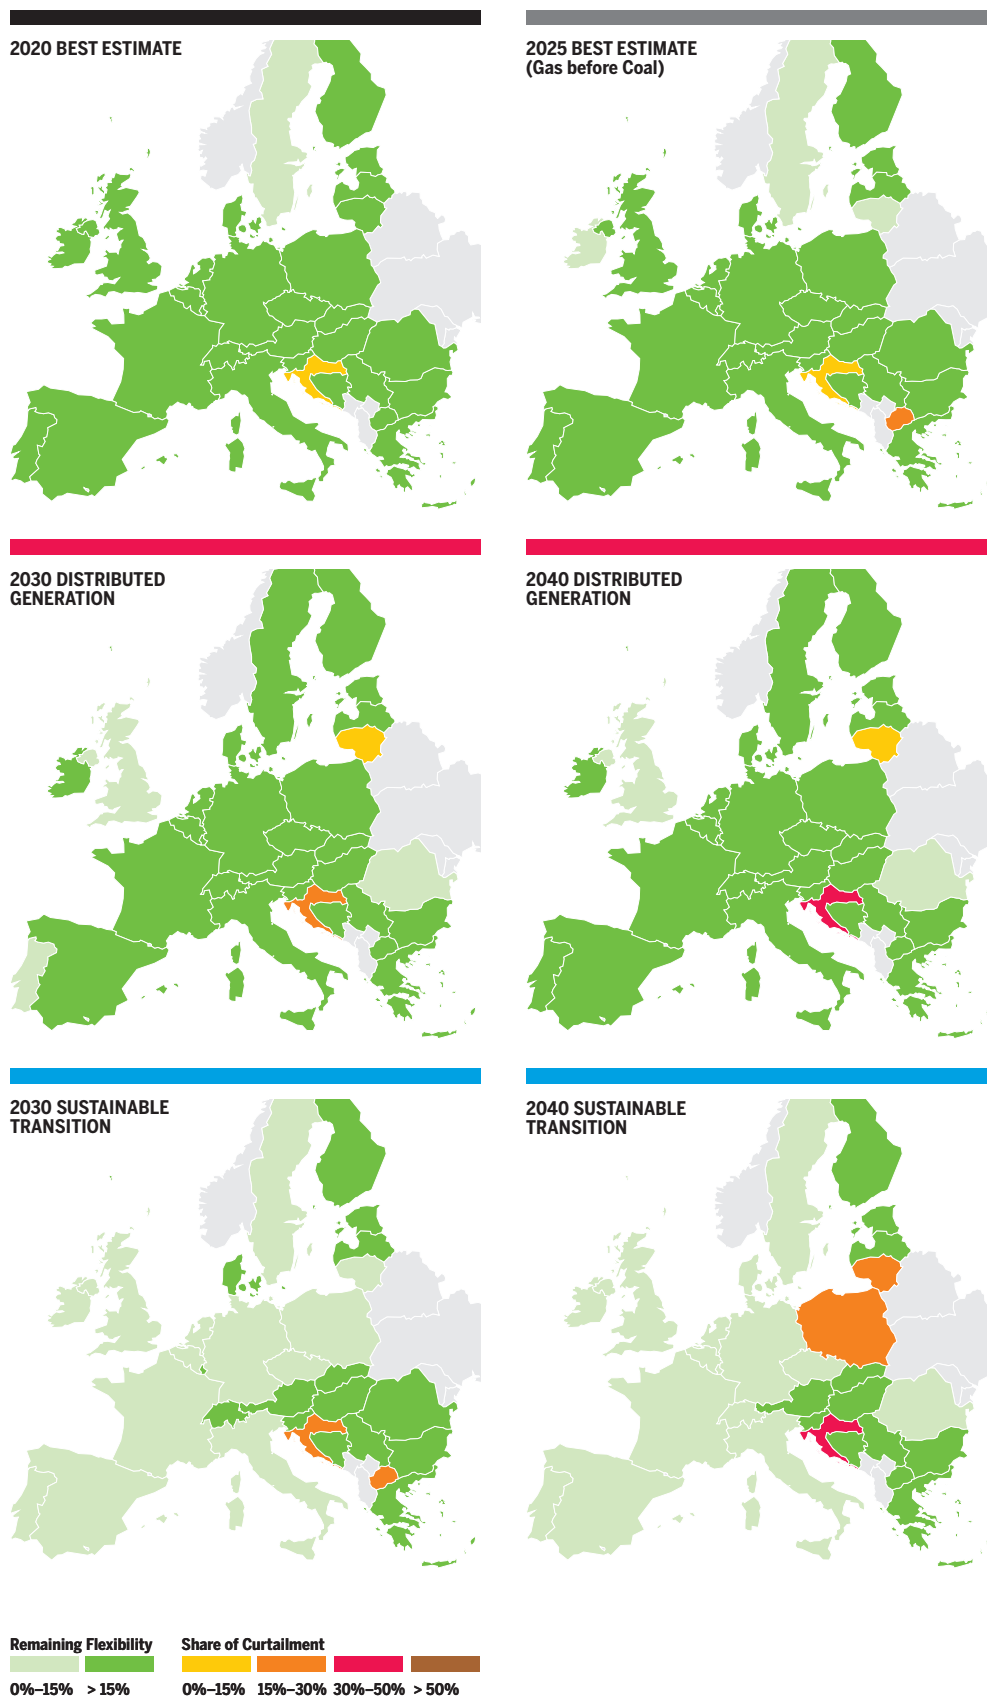 2020 BEST ESTIMATE
2025 BEST ESTIMATE
(Gas before Coal)
2030 DISTRIBUTED
GENERATION
2040 DISTRIBUTED
GENERATION
2030 SUSTAINABLE
TRANSITION
2040 SUSTAINABLE
TRANSITION
Remaining Flexibility
0%–15% > 15%
Share of Curtailment
0%–15% 15%–30% 30%–50% > 50%